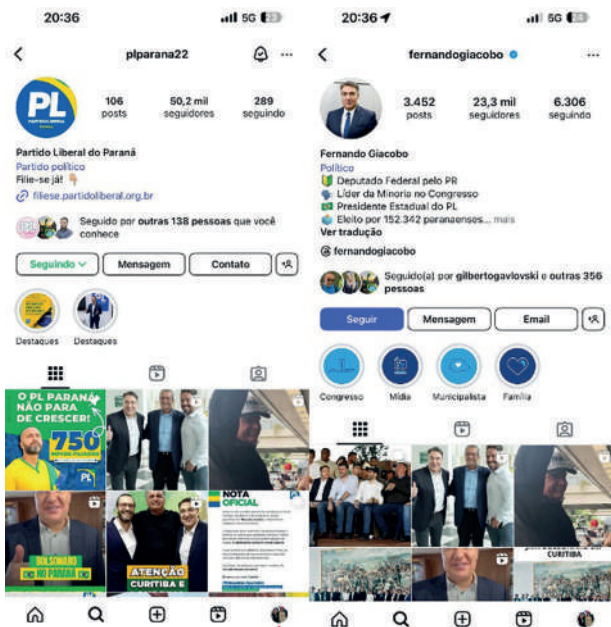 20:36
5G 23
plparana22
PL
PARTIDO LIBERAL
106
posts
50,2 mil
seguidores
289
seguindo
Partido Liberal do Paraná
Partido político
Filie-se já!
filiese.partidoliberal.org.br
Seguido por outras 138 pessoas que você
conhece
Seguindo
Mensagem
Contato
Destaques
Destaques
O PL PARANÁ
NÃO PARA
DE CRESCER!
750
PL
BOLSONARO
NO PARANÁ
ATENÇÃO
CURITIBA E
NOTA
OFICIAL
20:36
5G
fernandogiacobo
3.452
posts
23,3 mil
seguidores
6.306
seguindo
Fernando Giacobo
Político
Deputado Federal pelo PR
Líder da Minoria no Congresso
Presidente Estadual do PL
Eleito por 152.342 paranaenses... mais
Ver tradução
fernandogiacobo
Seguido(a) por gilbertogavlovski e outras 356
pessoas
Seguir
Mensagem
Email
Congresso
Mídia
Municipalista
Família
CURITIBA